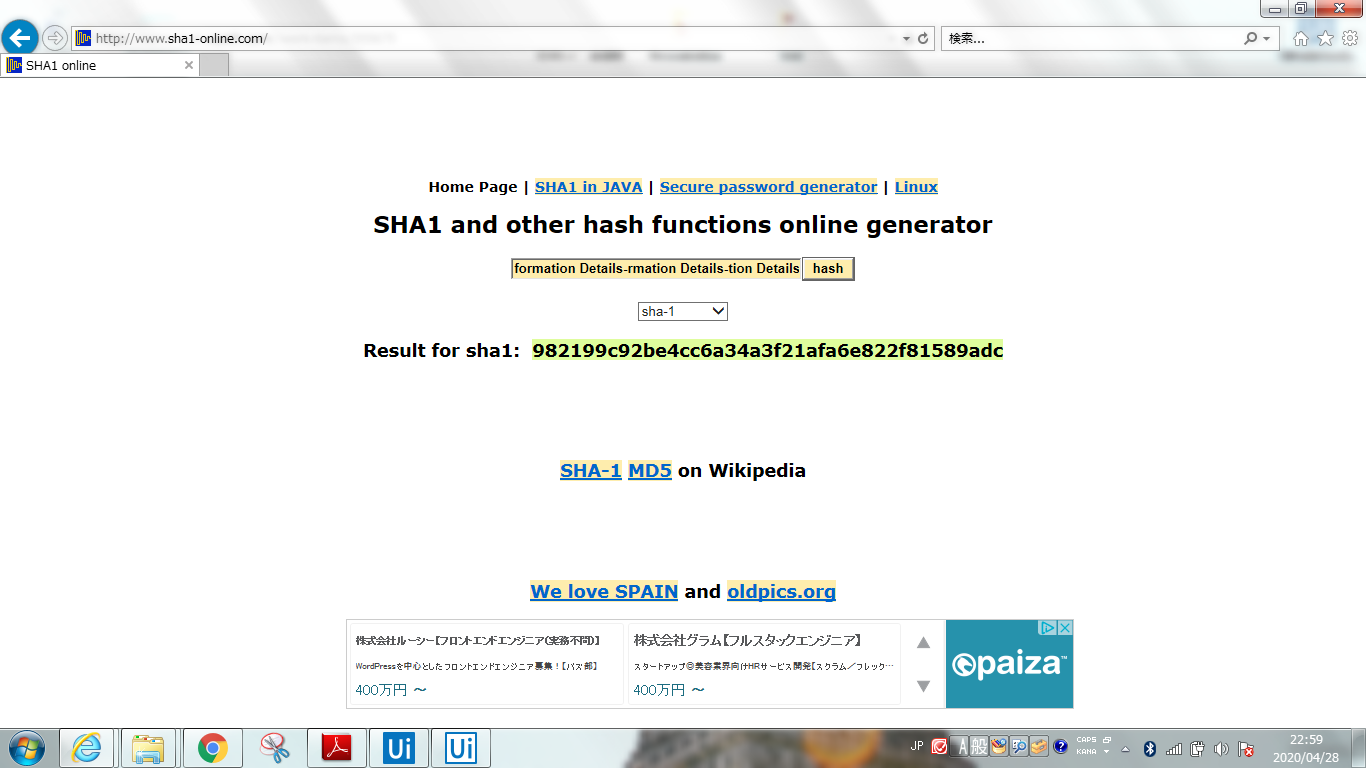 http://www.sha1-online.com/
検索...
SHA1 online
Home Page | SHA1 in JAVA | Secure password generator | Linux
SHA1 and other hash functions online generator
formation Details-rmation Details-tion Details
hash
sha-1
Result for sha1: 982199c92be4cc6a34a3f21afa6e822f81589adc
SHA-1 MD5 on Wikipedia
We love SPAIN and oldpics.org
株式会社ルーシー【フロントエンドエンジニア(実務不問)】
WordPressを中心としたフロントエンドエンジニア募集！【バズ部】
400万円 ～
株式会社グラム【フルスタックエンジニア】
スタートアップ◎美容業界向けHRサービス開発【スクラム／フレック…
400万円 ～
paiza™
Ui
Ui
JP
A
般
CAPS
KANA
22:59
2020/04/28